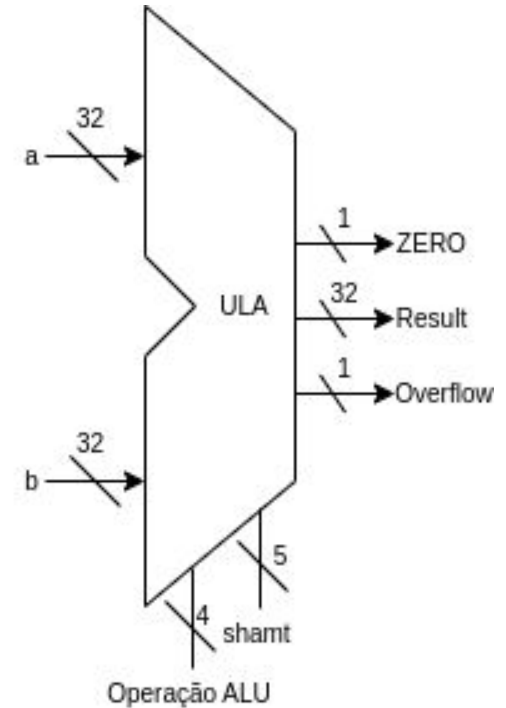 32
a
1
ZERO
32
ULA
Result
1
Overflow
32
b
5
4
shamt
Operação ALU